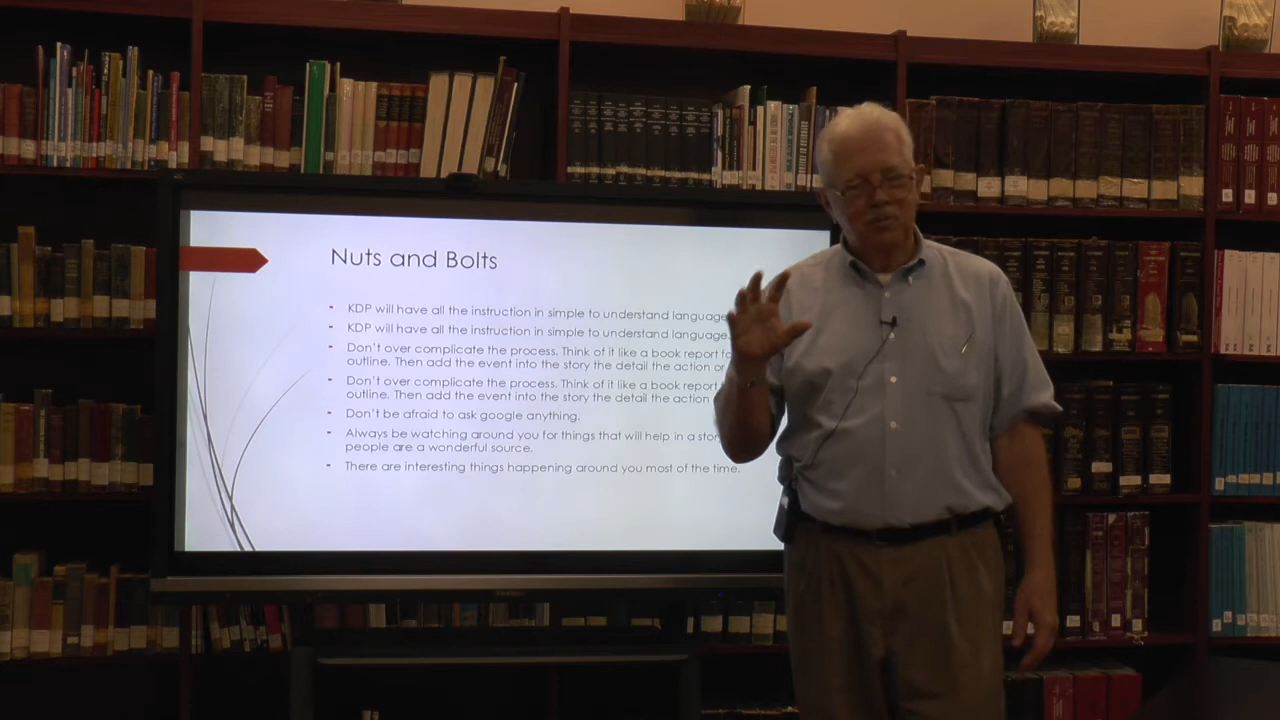 Nuts and Bolts
- KDP will have all the instruction in simple to understand language
- KDP will have all the instruction in simple to understand language.
- Don't over complicate the process. Think of it like a book report
outline. Then add the event into the story the detail the action or
- Don't over complicate the process. Think of it like a book report
outline. Then add the event into the story the detail the action
- Don't be afraid to ask google anything.
- Always be watching around you for things that will help in a
people are a wonderful source.
- There are interesting things happening around you most of the time.